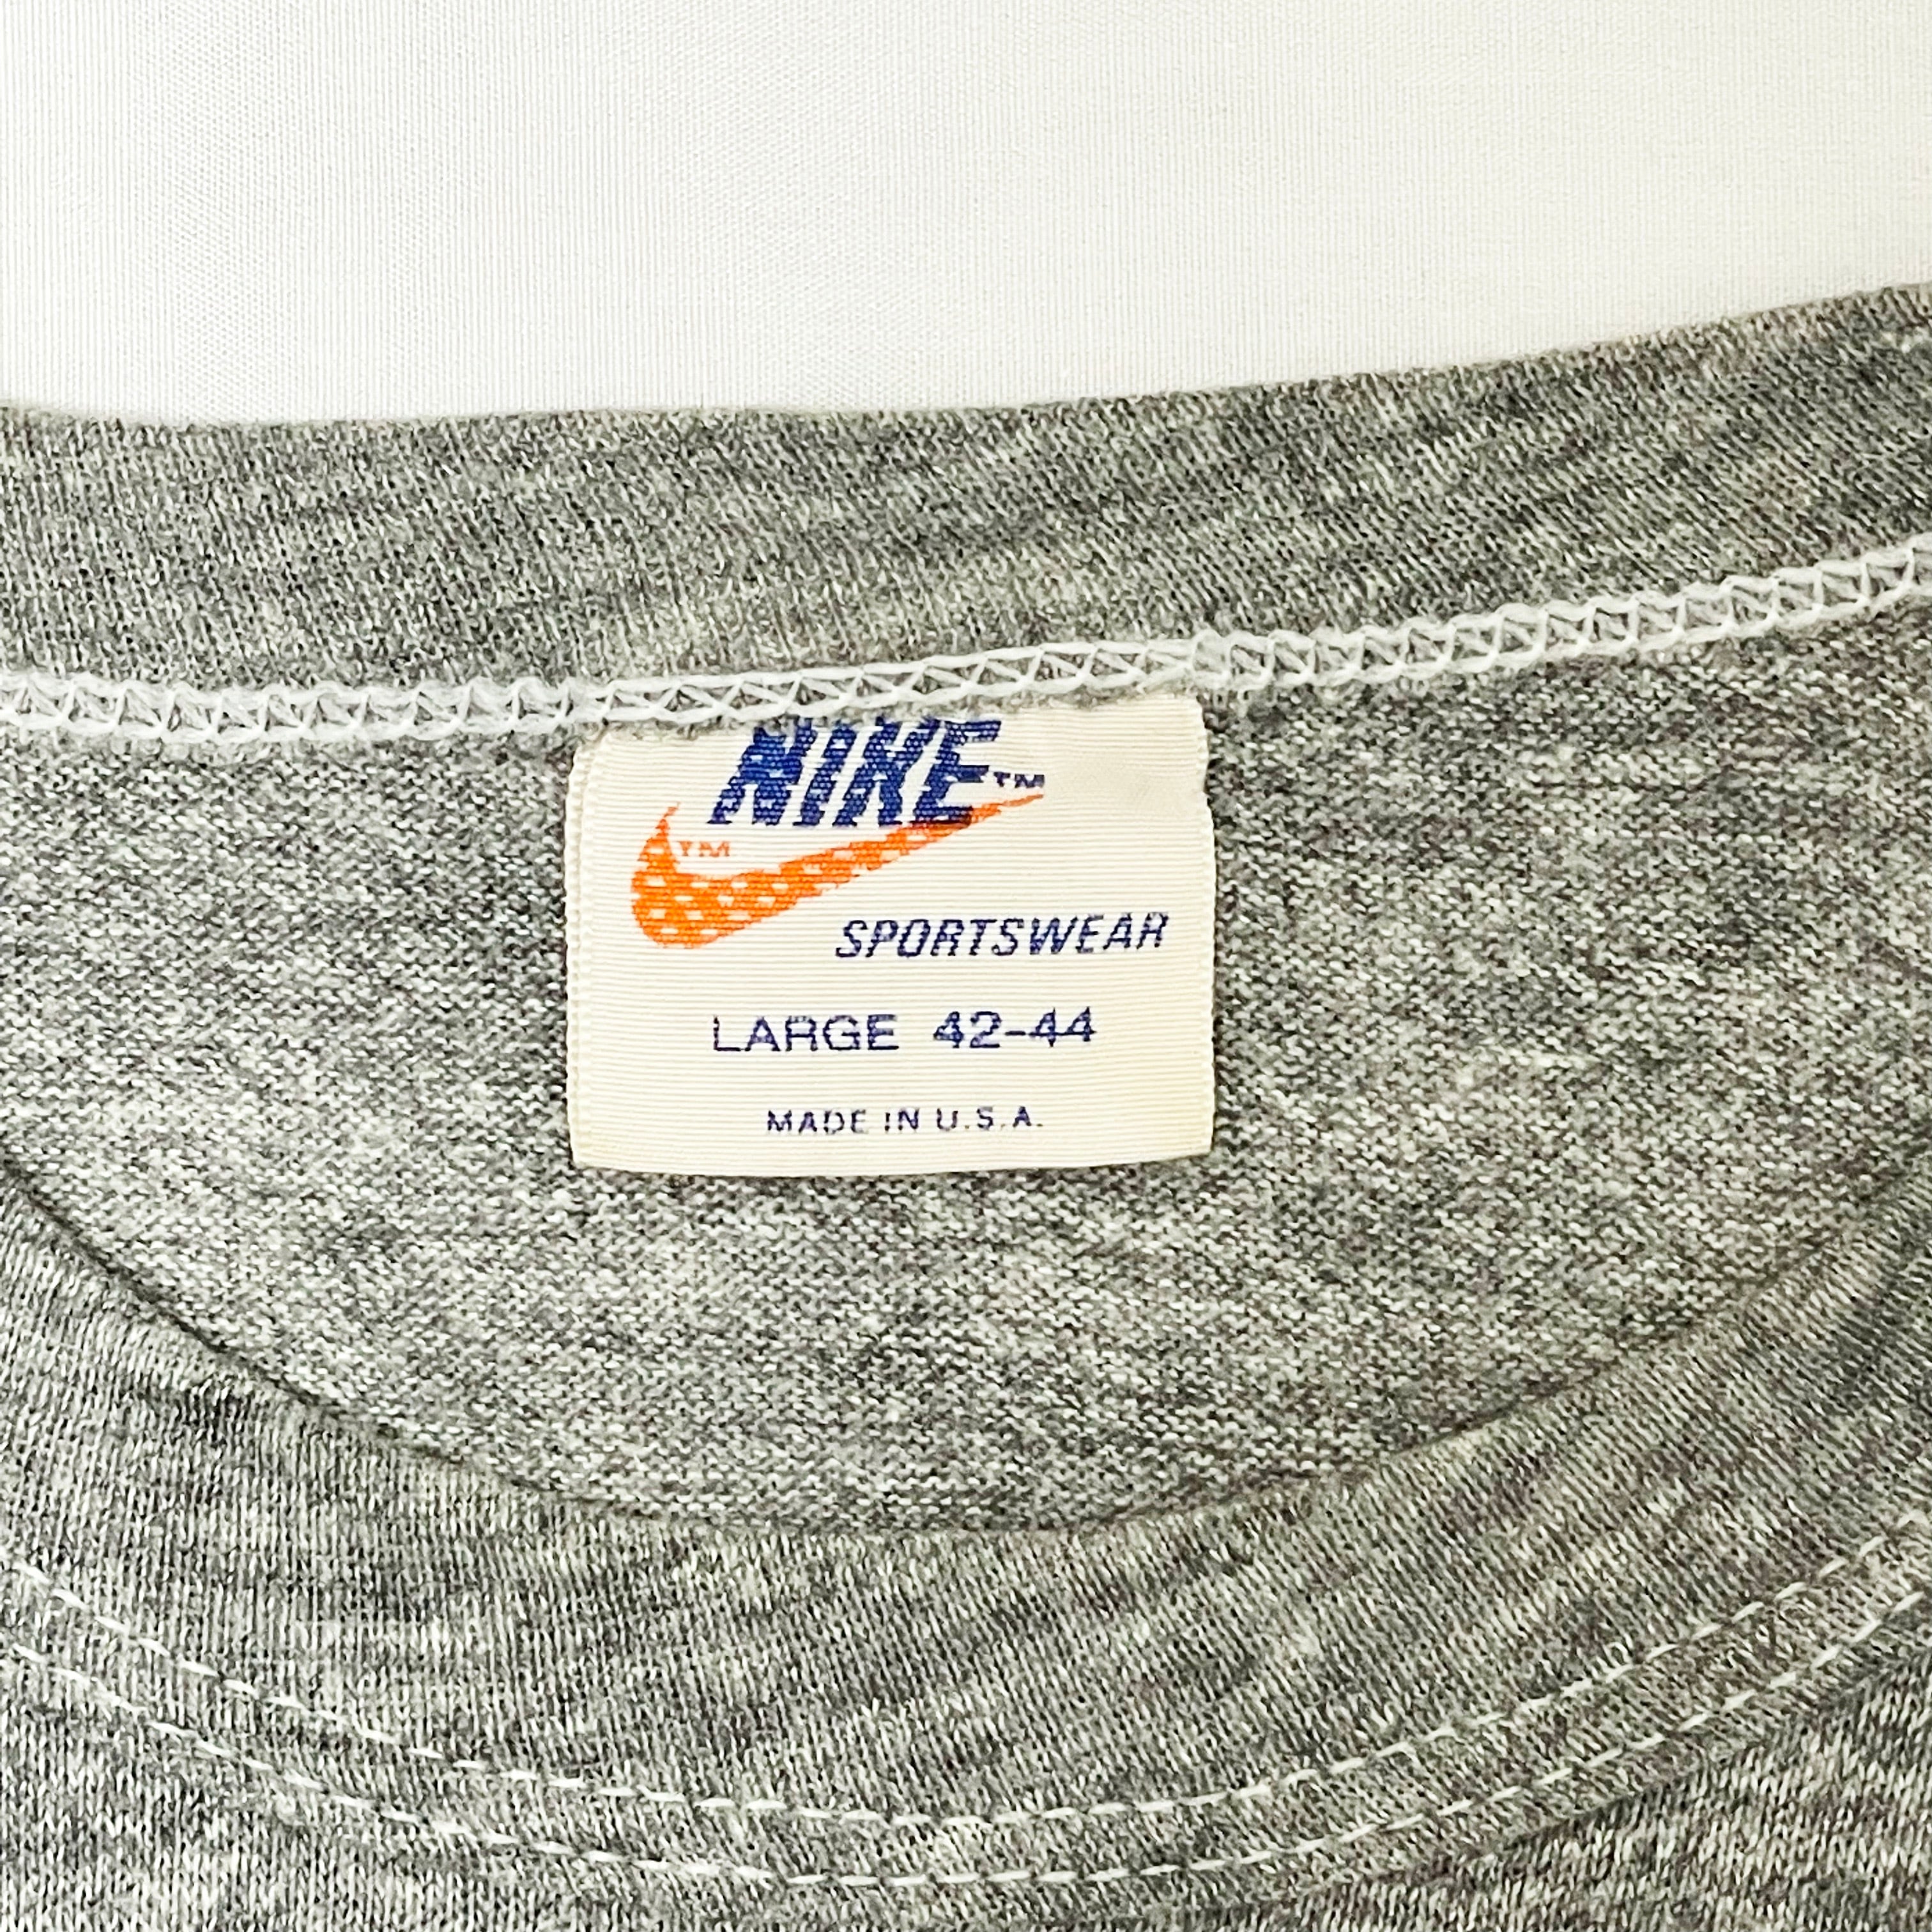 NIKE™
™
SPORTSWEAR
LARGE 42-44
MADE IN U.S.A.